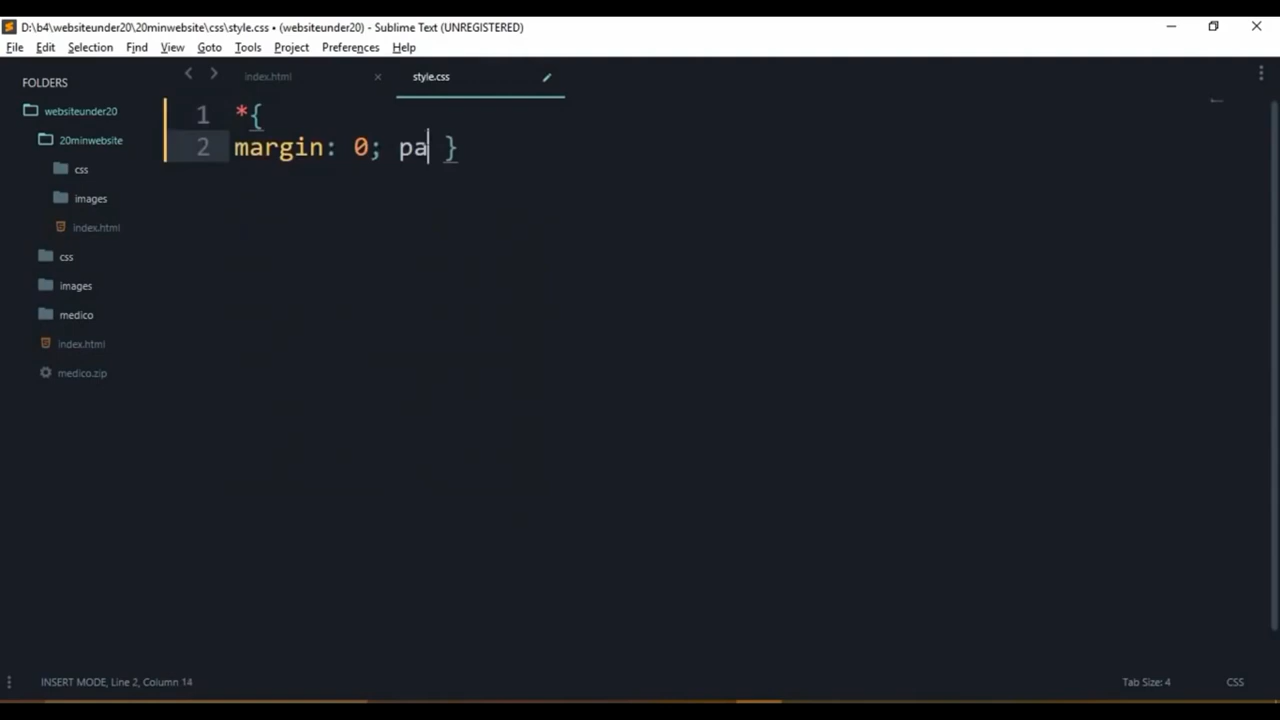 D:\b4\websiteunder20\20minwebsite\css\style.css • (websiteunder20) - Sublime Text (UNREGISTERED)
File Edit Selection Find View Goto Tools Project Preferences Help
FOLDERS
websiteunder20
20minwebsite
css
images
index.html
css
images
medico
index.html
medico.zip
index.html × style.css
1 *{
2 margin: 0; pa }
INSERT MODE, Line 2, Column 14 Tab Size: 4 CSS